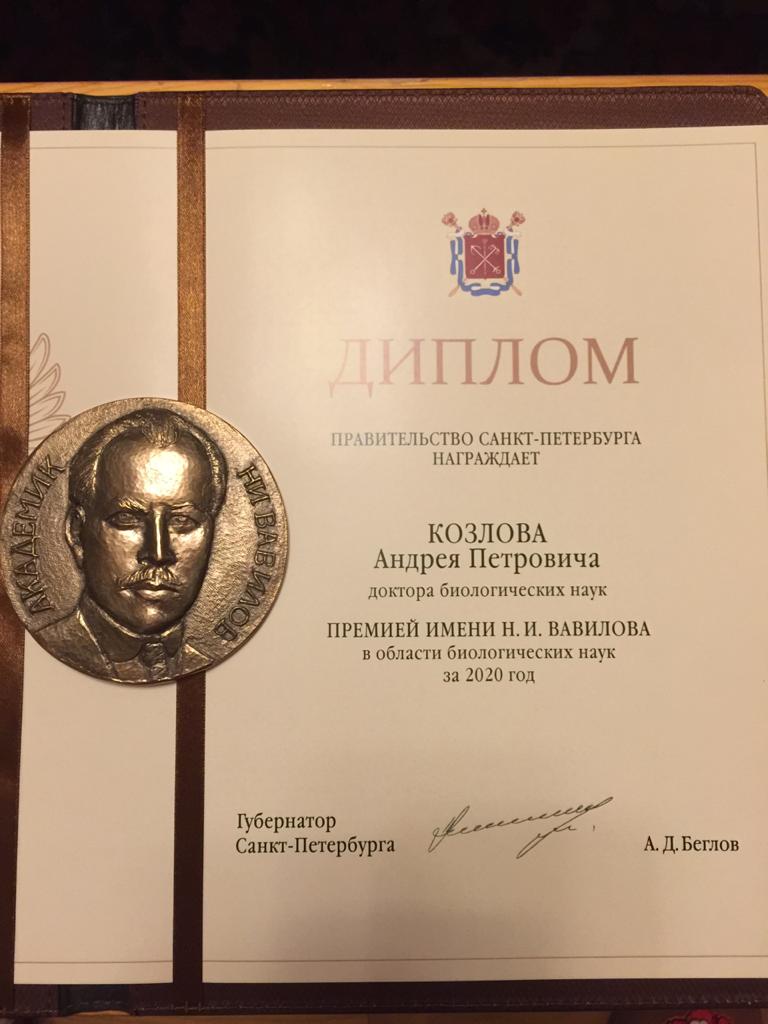 АКАДЕМИК
Н И ВАВИЛОВ
ДИПЛОМ
ПРАВИТЕЛЬСТВО САНКТ-ПЕТЕРБУРГА
НАГРАЖДАЕТ
КОЗЛОВА
Андрея Петровича
доктора биологических наук
ПРЕМИЕЙ ИМЕНИ Н. И. ВАВИЛОВА
в области биологических наук
за 2020 год
Губернатор
Санкт-Петербурга
А. Д. Беглов